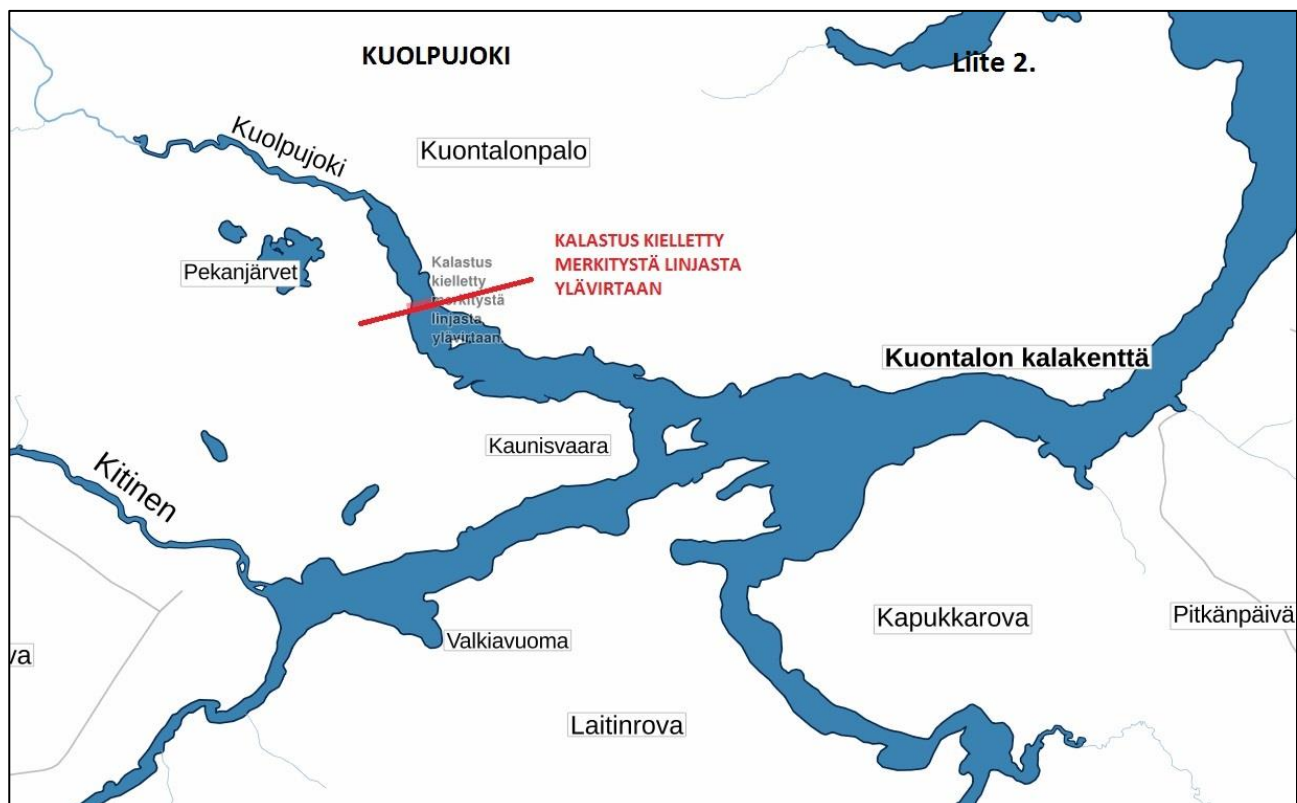 KUOLPUJOKI
Liite 2.
Kuolpujoki
Kuontalonpalo
KALASTUS KIELLETTY
MERKITYSTÄ LINJASTA
YLÄVIRTAAN
Kalastus
kielletty
merkitystä
linjasta
ylävirtaan.
Pekanjärvet
Kuontalon kalakenttä
Kaunisvaara
Kitinen
Kapukkarova
Pitkänpäivä
Valkiavuoma
va
Laitinrova